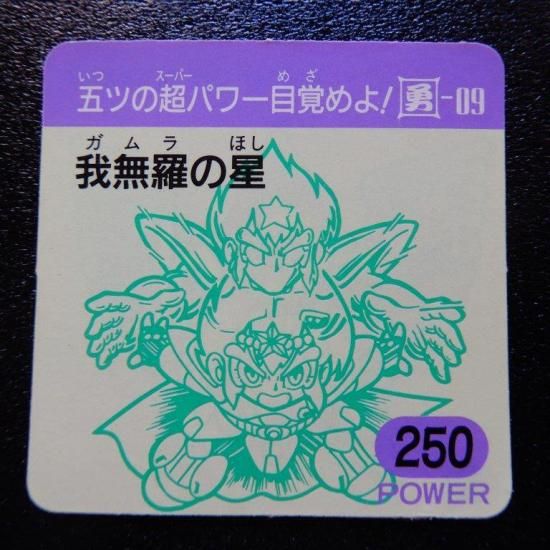 いつ スーパー めざ
五ツの超パワー目覚めよ! 勇-09
ガムラ ほし
我無羅の星
250
POWER